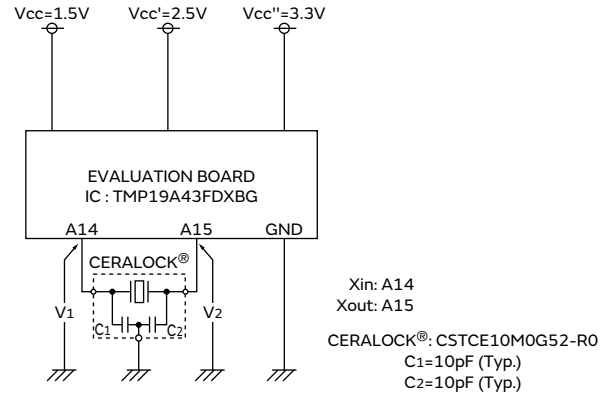 Vcc=1.5V Vcc'=2.5V Vcc''=3.3V
EVALUATION BOARD
IC : TMP19A43FDXBG
A14 A15 GND
CERALOCK®
V1 C1 C2 V2
Xin: A14
Xout: A15
CERALOCK®: CSTCE10M0G52-R0
C1=10pF (Typ.)
C2=10pF (Typ.)